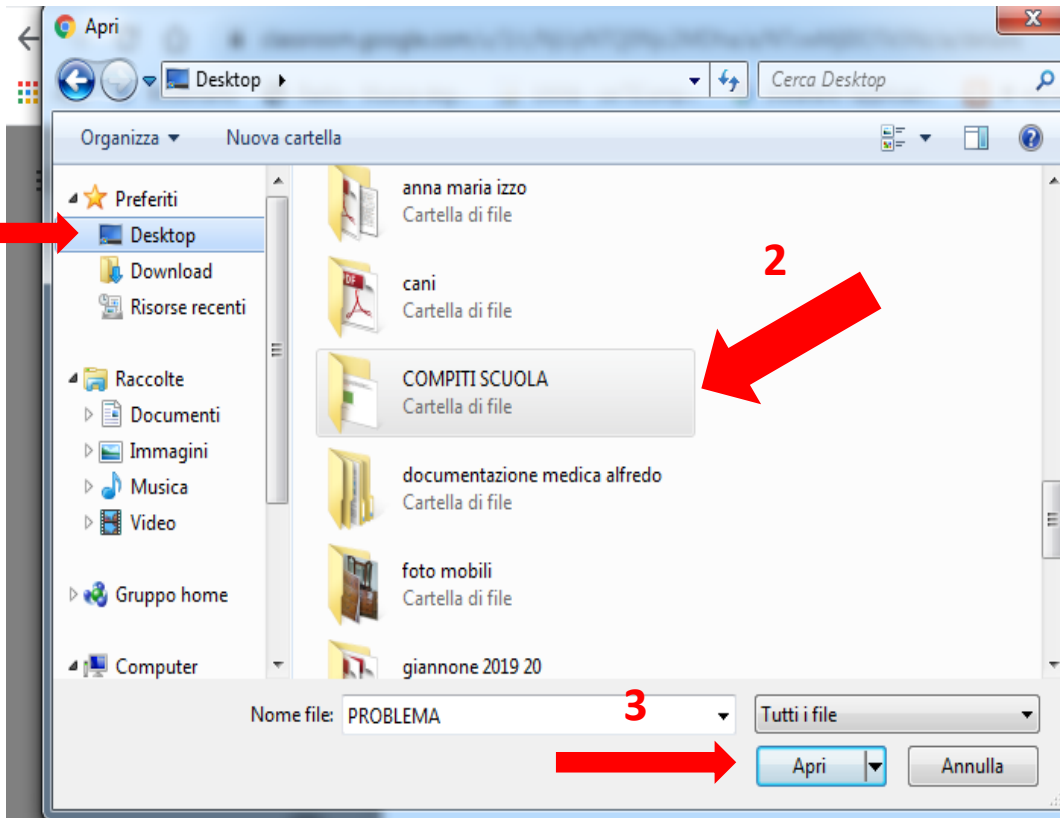 Apri
Desktop
Cerca Desktop
Organizza
Nuova cartella
Preferiti
Desktop
Download
Risorse recenti
Raccolte
Documenti
Immagini
Musica
Video
Gruppo home
Computer
anna maria izzo
Cartella di file
2
cani
Cartella di file
COMPITI SCUOLA
Cartella di file
documentazione medica alfredo
Cartella di file
foto mobili
Cartella di file
giannone 2019 20
3
Nome file: PROBLEMA
Tutti i file
Apri
Annulla